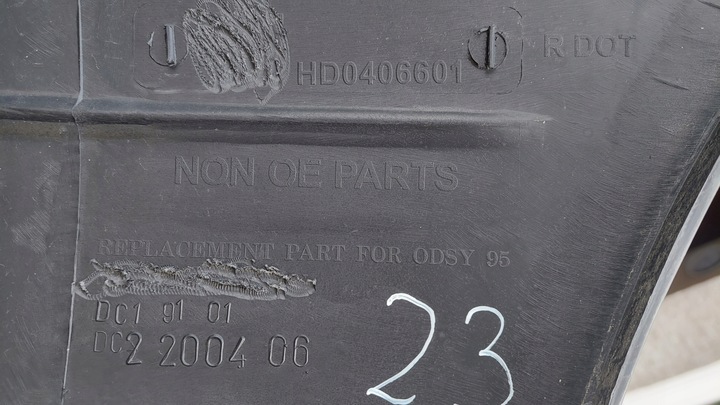 HD0406601 R DOT
NON OE PARTS
REPLACEMENT PART FOR ODSY 95
DC1 91 01
DC2 2004 06
23